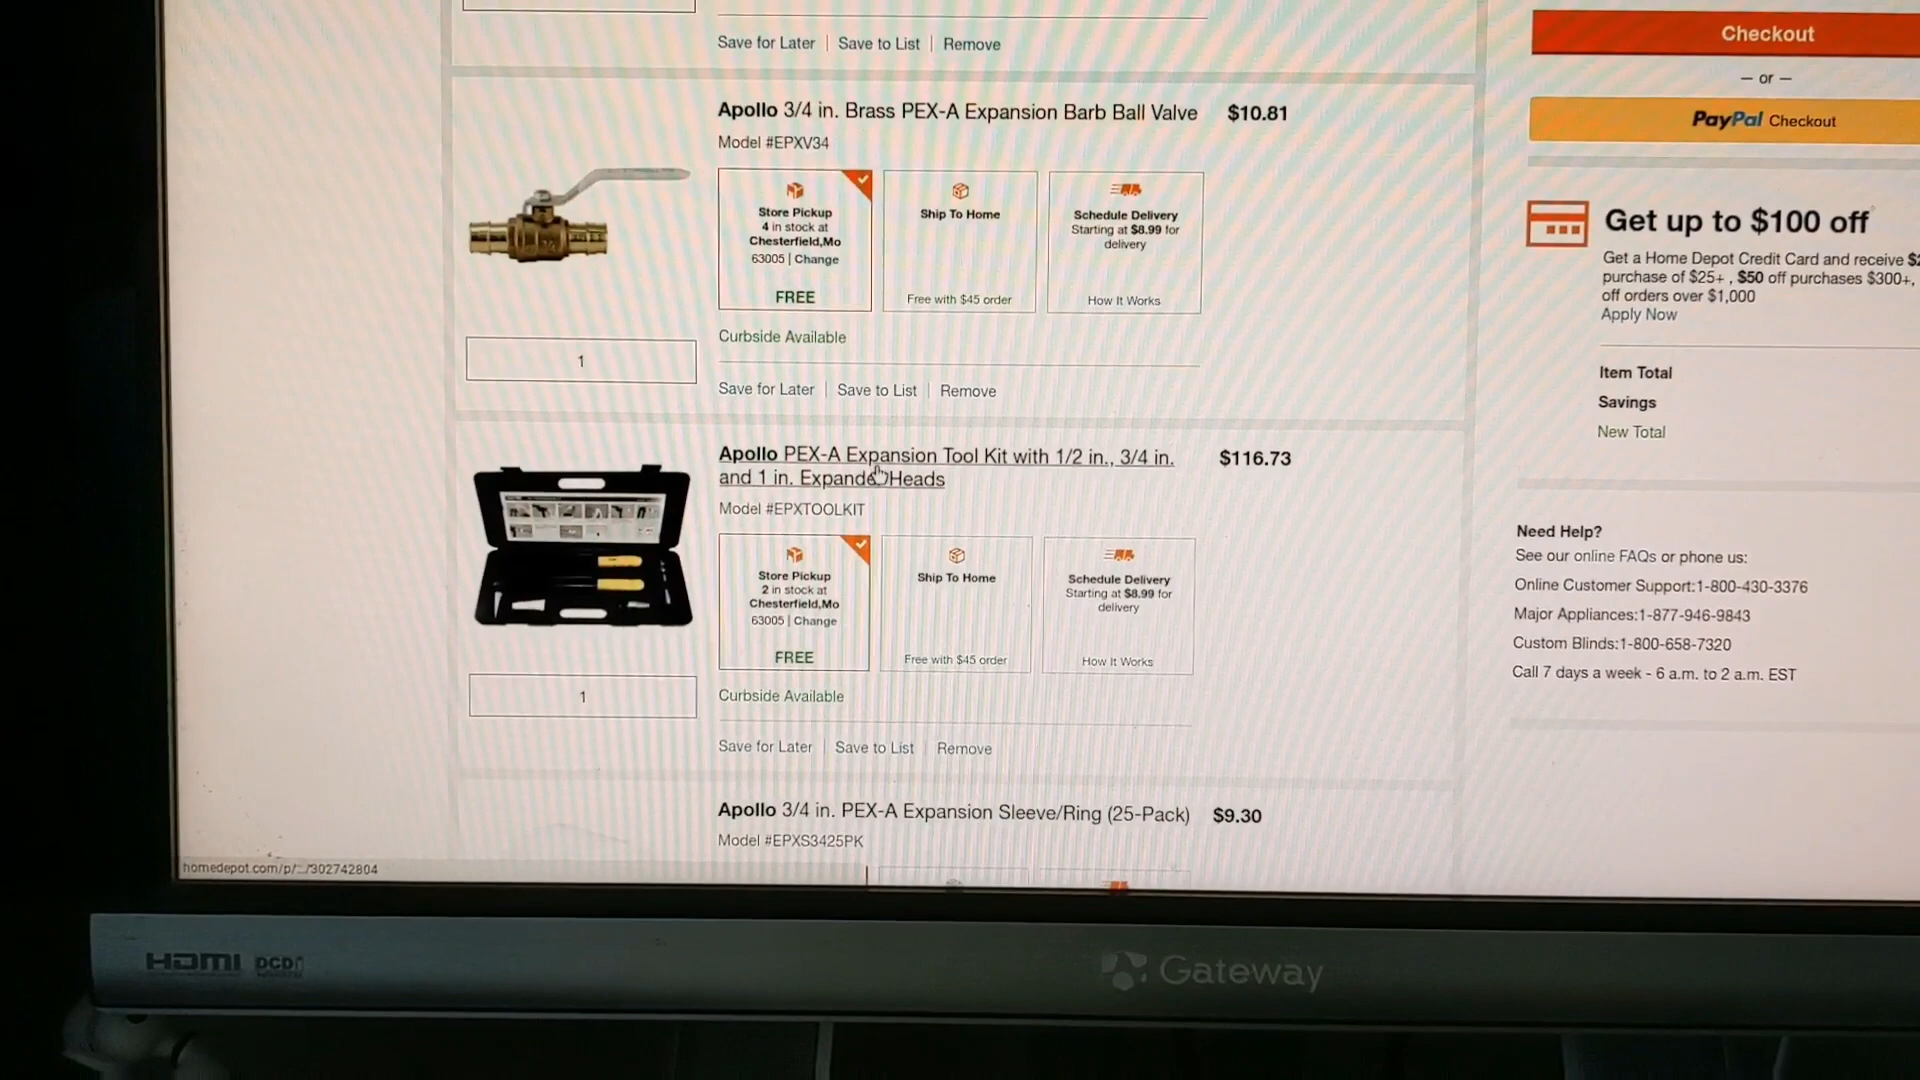 Save for Later | Save to List | Remove
Checkout
— or —
PayPal Checkout
Apollo 3/4 in. Brass PEX-A Expansion Barb Ball Valve $10.81
Model #EPXV34
Store Pickup
4 in stock at
Chesterfield,Mo
63005 | Change
FREE
Ship To Home
Free with $45 order
Schedule Delivery
Starting at $8.99 for
delivery
How It Works
Curbside Available
1
Save for Later | Save to List | Remove
Get up to $100 off
Get a Home Depot Credit Card and receive
purchase of $25+ , $50 off purchases $300+,
off orders over $1,000
Apply Now
Item Total
Savings
New Total
Apollo PEX-A Expansion Tool Kit with 1/2 in., 3/4 in. $116.73
and 1 in. Expander Heads
Model #EPXTOOLKIT
Store Pickup
2 in stock at
Chesterfield,Mo
63005 | Change
FREE
Ship To Home
Free with $45 order
Schedule Delivery
Starting at $8.99 for
delivery
How It Works
Curbside Available
1
Save for Later | Save to List | Remove
Need Help?
See our online FAQs or phone us:
Online Customer Support:1-800-430-3376
Major Appliances:1-877-946-9843
Custom Blinds:1-800-658-7320
Call 7 days a week - 6 a.m. to 2 a.m. EST
Apollo 3/4 in. PEX-A Expansion Sleeve/Ring (25-Pack) $9.30
Model #EPXS3425PK
homedepot.com/p/.../302742804
HDMI
Gateway